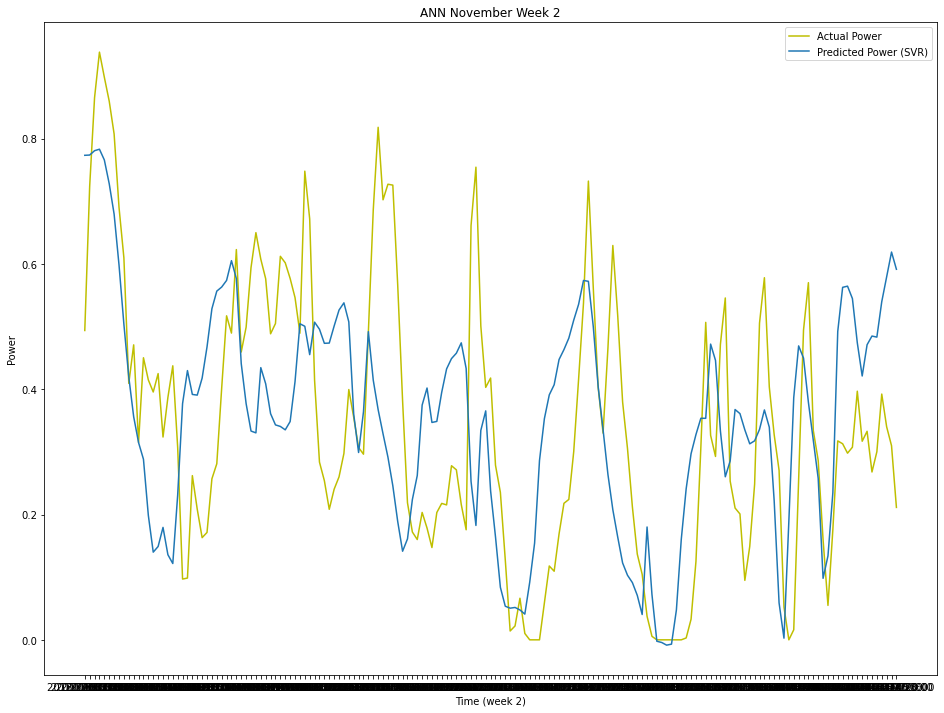 ANN November Week 2
Actual Power
Predicted Power (SVR)
0.8
0.6
Power
0.4
0.2
0.0
Time (week 2)